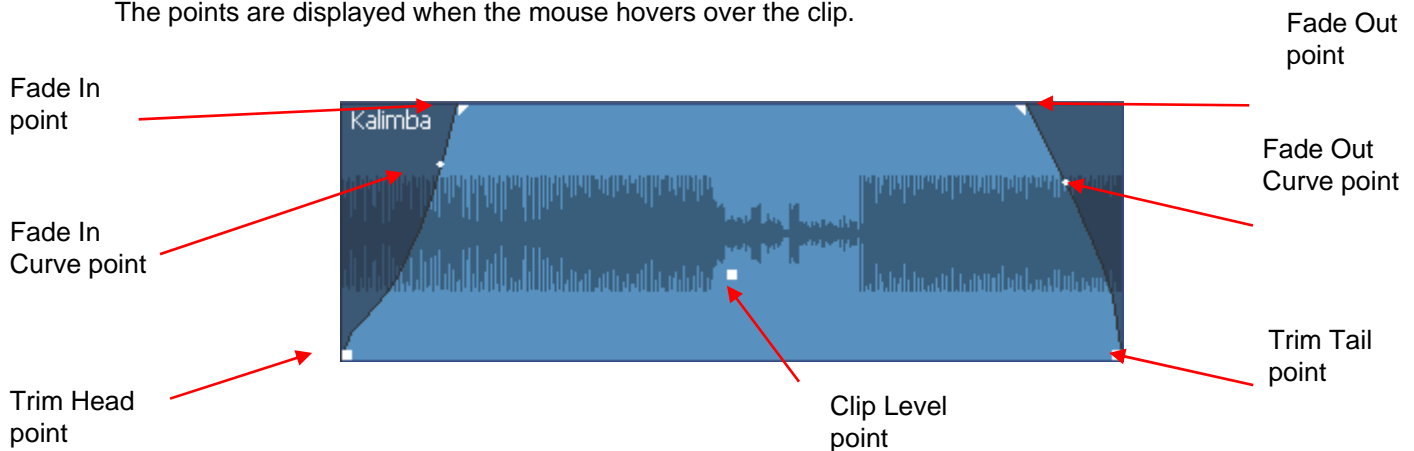 The points are displayed when the mouse hovers over the clip.
Fade Out
point
Fade In
point
Kalimba
Fade Out
Curve point
Fade In
Curve point
Trim Tail
point
Trim Head
point
Clip Level
point